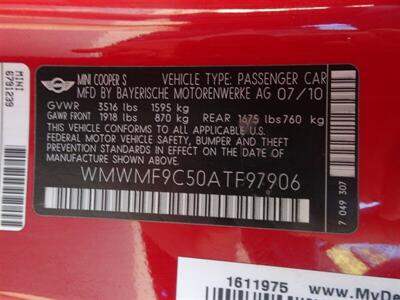 MINI
6791239
MINI COOPER S VEHICLE TYPE: PASSENGER CAR
MFD BY BAYERISCHE MOTORENWERKE AG 07/10
GVWR 3516 lbs 1595 kg
GAWR FRONT 1918 lbs 870 kg REAR 1675 lbs 760 kg
THIS VEHICLE CONFORMS TO ALL APPLICABLE U.S.
FEDERAL MOTOR VEHICLE SAFETY, BUMPER AND THEFT
PREVENTION STANDARDS IN EFFECT ON THE DATE OF
MANUFACTURE SHOWN ABOVE.
WMWMF9C50ATF97906
7 049 307
1611975 www.MyDe